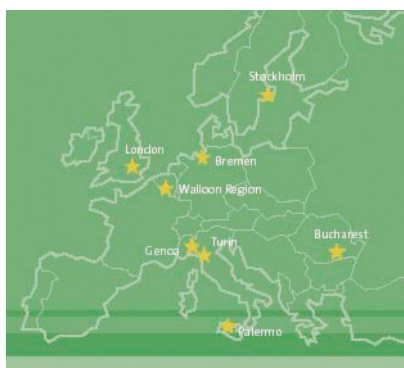 Stockholm
London
Bremen
Walloon Region
Bucharest
Turin
Genoa
Palermo